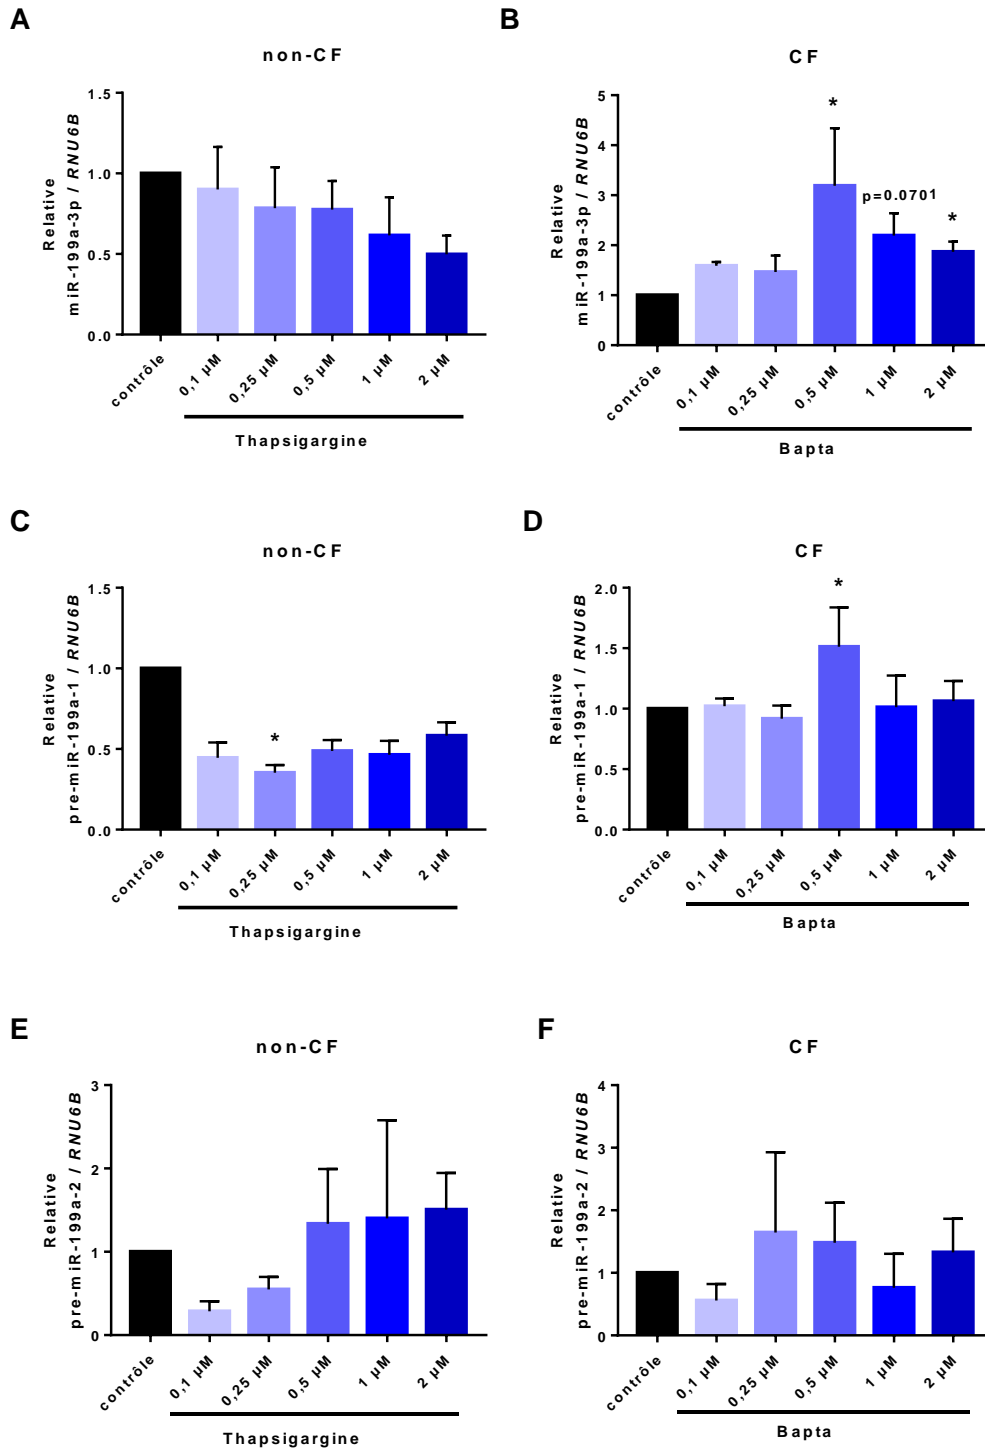 A
non-CF
Relative
miR-199a-3p / RNU6B
1.5
1.0
0.5
0.0
contrôle
0,1 µM
0,25 µM
0,5 µM
1 µM
2 µM
Thapsigargine
B
CF
Relative
miR-199a-3p / RNU6B
5
4
3
2
1
0
*
p=0.0701
*
contrôle
0,1 µM
0,25 µM
0,5 µM
1 µM
2 µM
Bapta
C
non-CF
Relative
pre-miR-199a-1 / RNU6B
1.5
1.0
0.5
0.0
*
contrôle
0,1 µM
0,25 µM
0,5 µM
1 µM
2 µM
Thapsigargine
D
CF
Relative
pre-miR-199a-1 / RNU6B
2.0
1.5
1.0
0.5
0.0
*
contrôle
0,1 µM
0,25 µM
0,5 µM
1 µM
2 µM
Bapta
E
non-CF
Relative
pre-miR-199a-2 / RNU6B
3
2
1
0
contrôle
0,1 µM
0,25 µM
0,5 µM
1 µM
2 µM
Thapsigargine
F
CF
Relative
pre-miR-199a-2 / RNU6B
4
3
2
1
0
contrôle
0,1 µM
0,25 µM
0,5 µM
1 µM
2 µM
Bapta